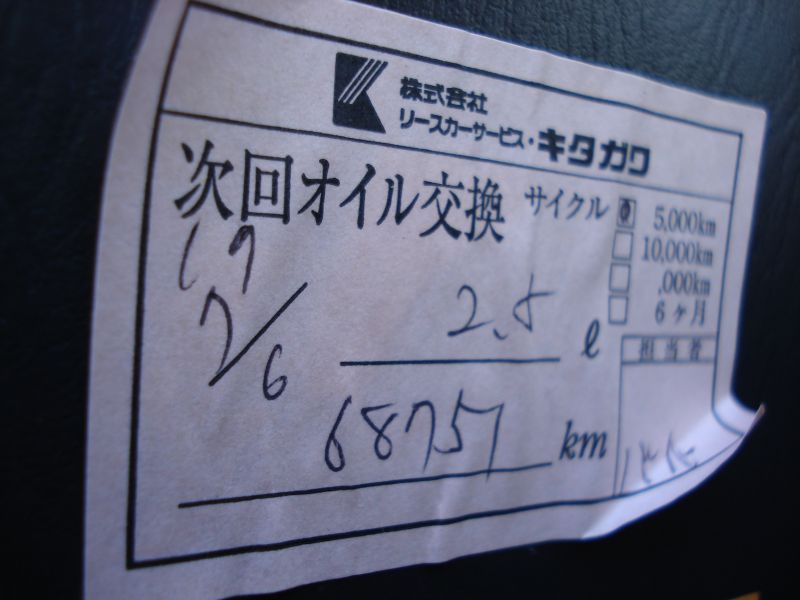 株式会社
リースカーサービス・キタガワ
次回オイル交換 サイクル 5,000km
10,000km
,000km
6ヶ月
19
7/6
2.5 ℓ
68757 km
担当者